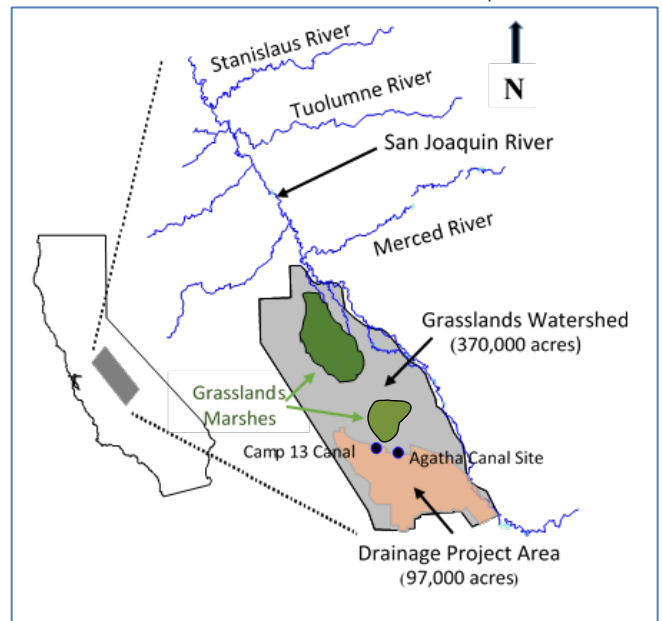 Stanislaus River
N
Tuolumne River
San Joaquin River
Merced River
Grasslands Watershed
(370,000 acres)
Grasslands
Marshes
Camp 13 Canal
Agatha Canal Site
Drainage Project Area
(97,000 acres)